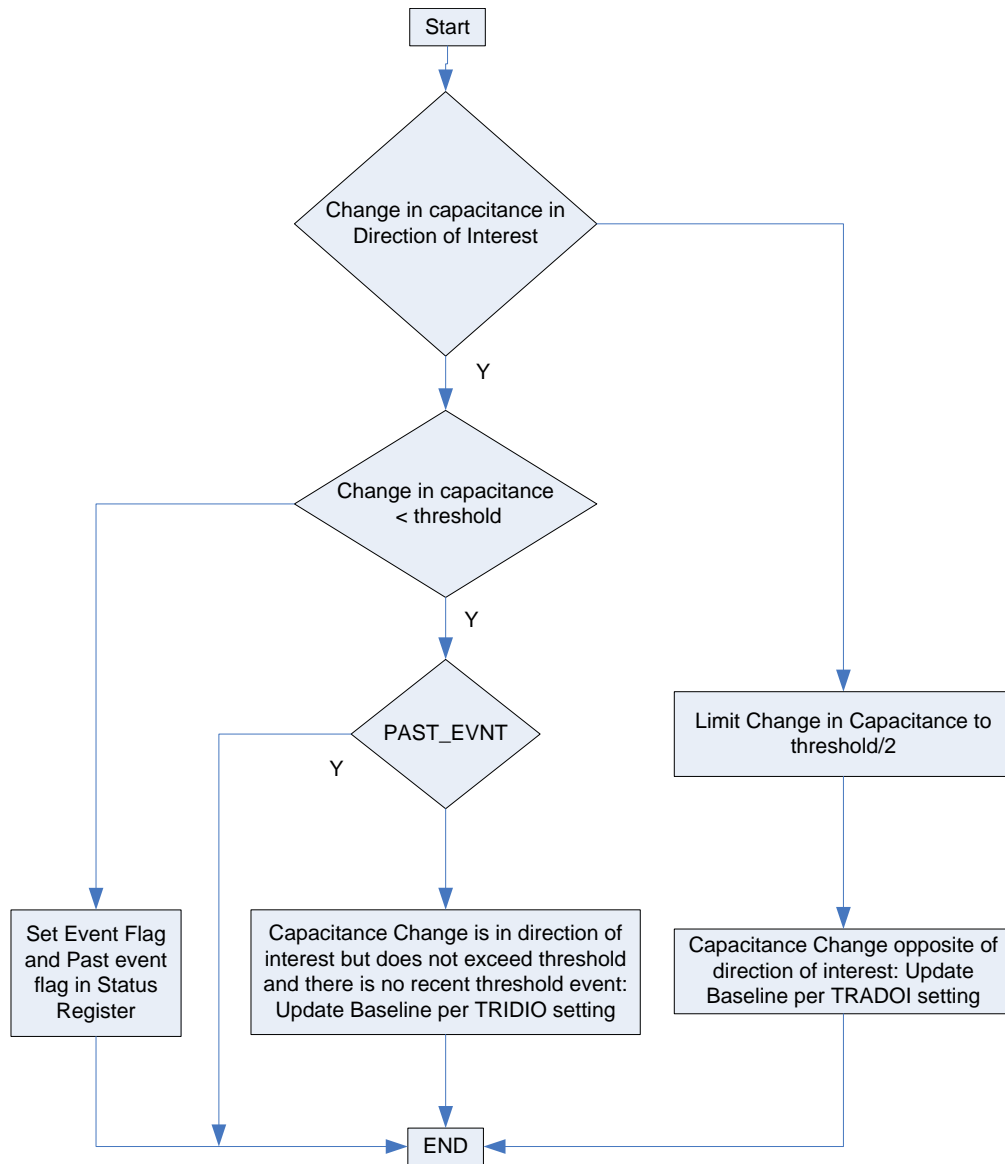 Start
Change in capacitance in
Direction of Interest
Y
Change in capacitance
< threshold
Y
PAST_EVNT
Y
Limit Change in Capacitance to
threshold/2
Set Event Flag
and Past event
flag in Status
Register
Capacitance Change is in direction of
interest but does not exceed threshold
and there is no recent threshold event:
Update Baseline per TRIDIO setting
Capacitance Change opposite of
direction of interest: Update
Baseline per TRADOI setting
END